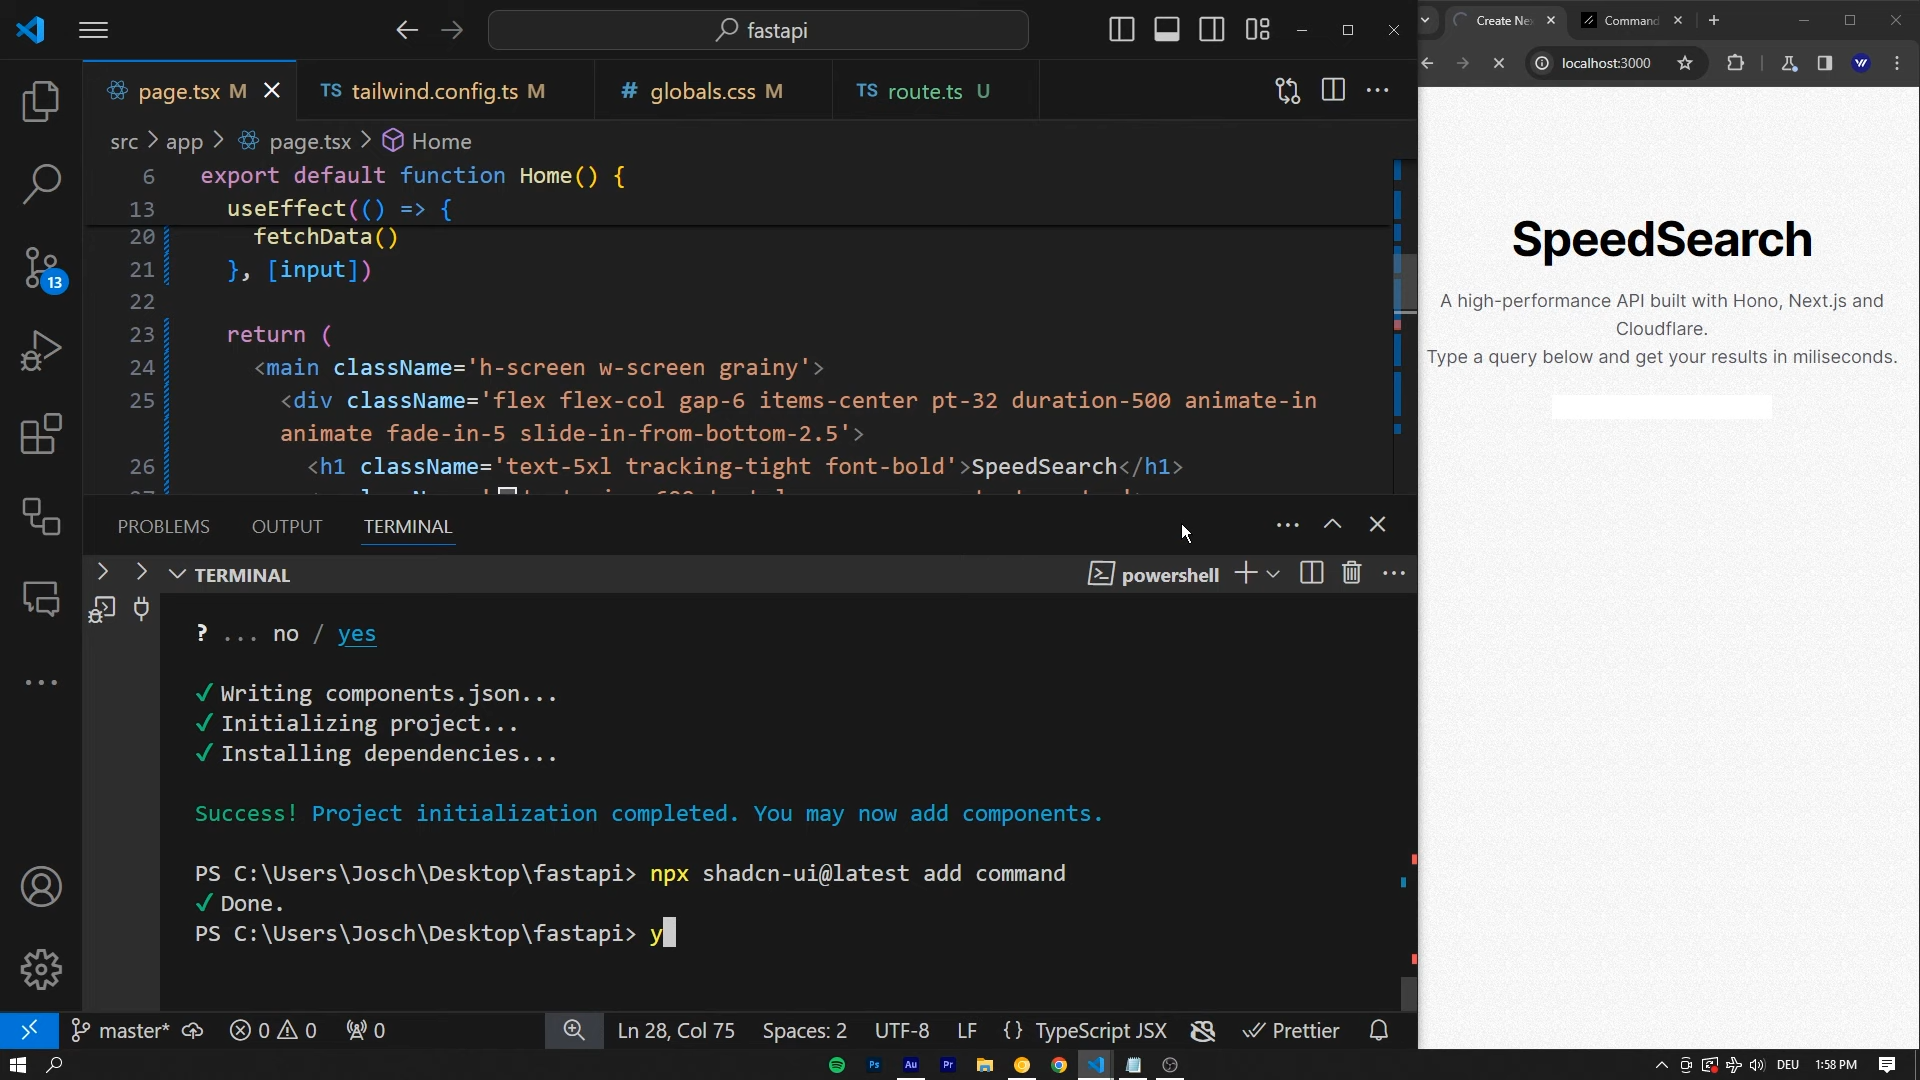 fastapi
page.tsx M
TS tailwind.config.ts M
# globals.css M
TS route.ts U
src > app > page.tsx > Home
6 export default function Home() {
13 useEffect(() => {
20 fetchData()
21 }, [input])
22
23 return (
24 <main className='h-screen w-screen grainy'>
25 <div className='flex flex-col gap-6 items-center pt-32 duration-500 animate-in
animate fade-in-5 slide-in-from-bottom-2.5'>
26 <h1 className='text-5xl tracking-tight font-bold'>SpeedSearch</h1>
13
PROBLEMS OUTPUT TERMINAL
TERMINAL
powershell
? ... no / yes
✓ Writing components.json...
✓ Initializing project...
✓ Installing dependencies...
Success! Project initialization completed. You may now add components.
PS C:\Users\Josch\Desktop\fastapi> npx shadcn-ui@latest add command
✓ Done.
PS C:\Users\Josch\Desktop\fastapi> y
master* 0 0 0
Ln 28, Col 75 Spaces: 2 UTF-8 LF {} TypeScript JSX Prettier
Create Ne
Command
localhost:3000
SpeedSearch
A high-performance API built with Hono, Next.js and
Cloudflare.
Type a query below and get your results in miliseconds.
Ps Au Pr
DEU 1:58 PM